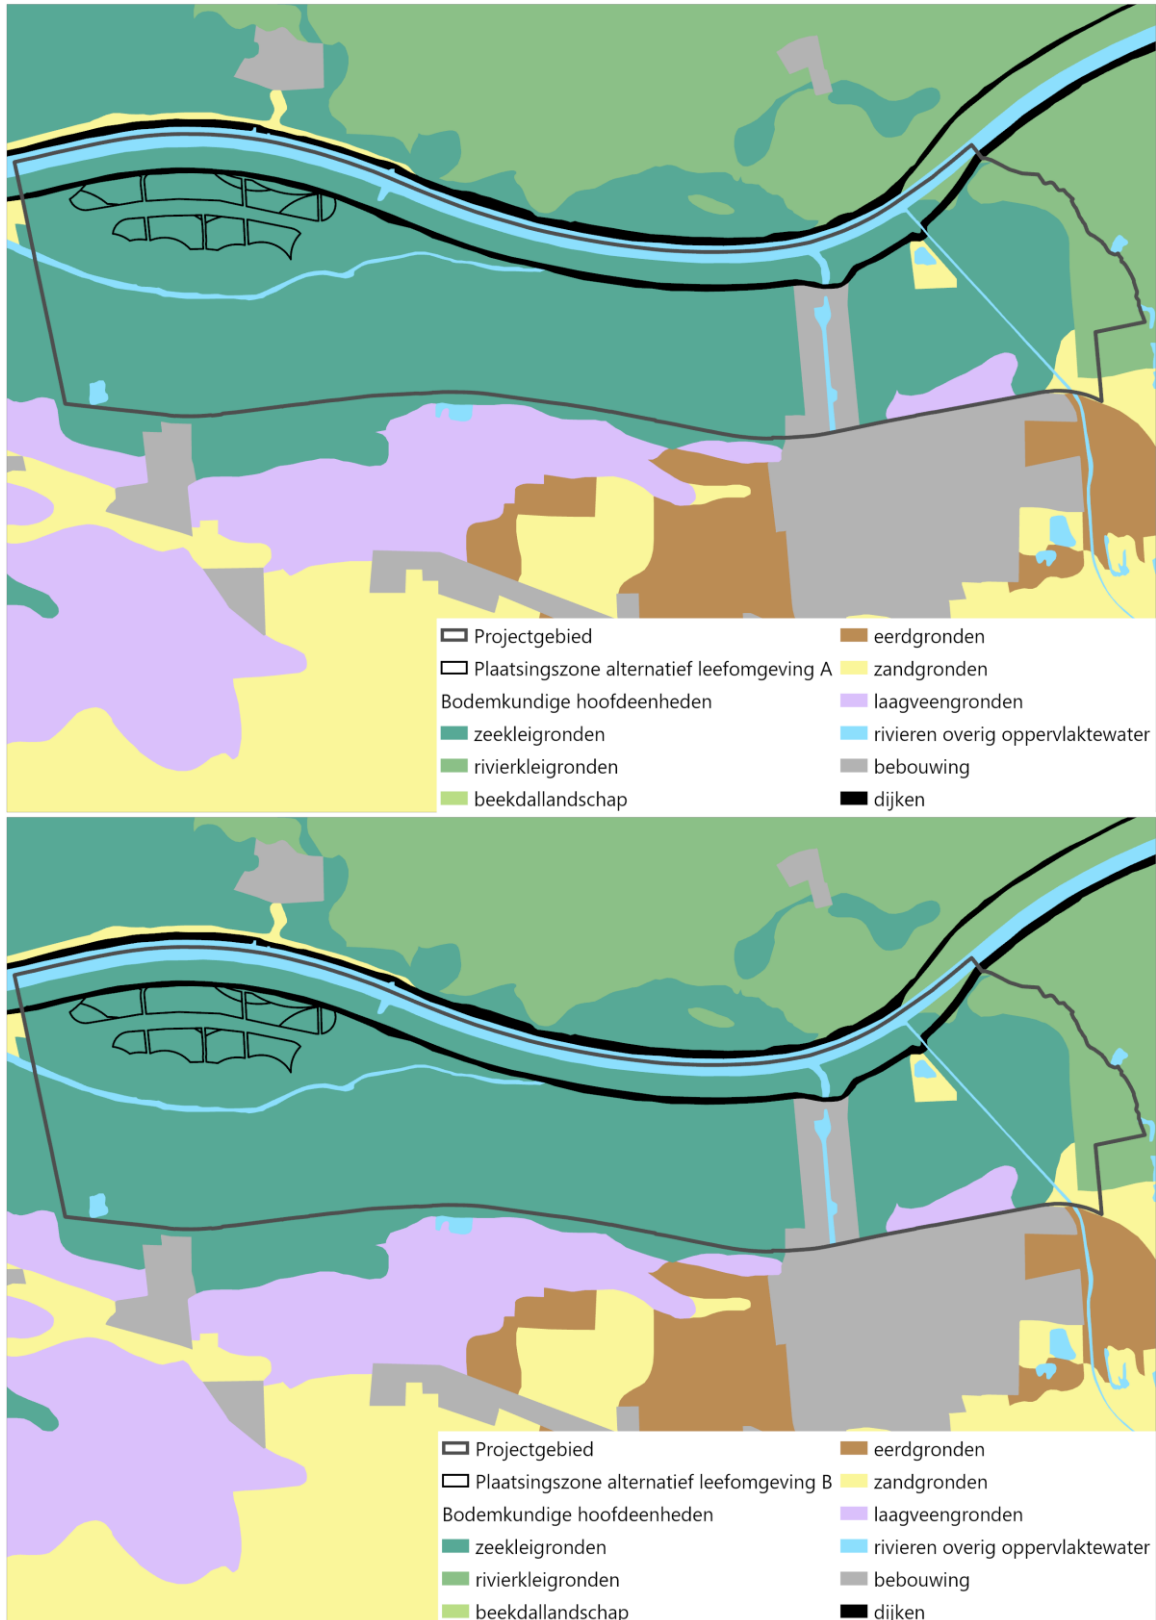 Projectgebied
Plaatsingszone alternatief leefomgeving A
Bodemkundige hoofdeenheden
zeekleigronden
rivierkleigronden
beekdallandschap
eerdgronden
zandgronden
laagveengronden
rivieren overig oppervlaktewater
bebouwing
dijken
Projectgebied
Plaatsingszone alternatief leefomgeving B
Bodemkundige hoofdeenheden
zeekleigronden
rivierkleigronden
beekdallandschap
eerdgronden
zandgronden
laagveengronden
rivieren overig oppervlaktewater
bebouwing
dijken